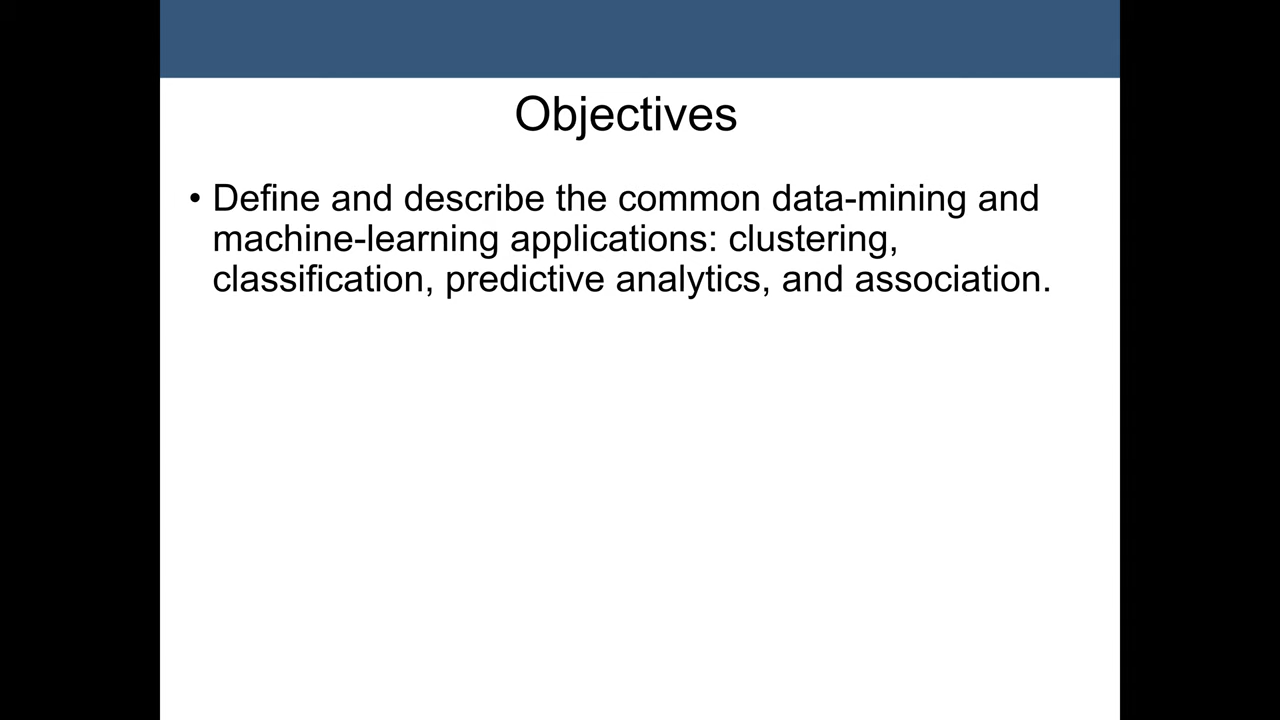 Objectives
• Define and describe the common data-mining and
machine-learning applications: clustering,
classification, predictive analytics, and association.